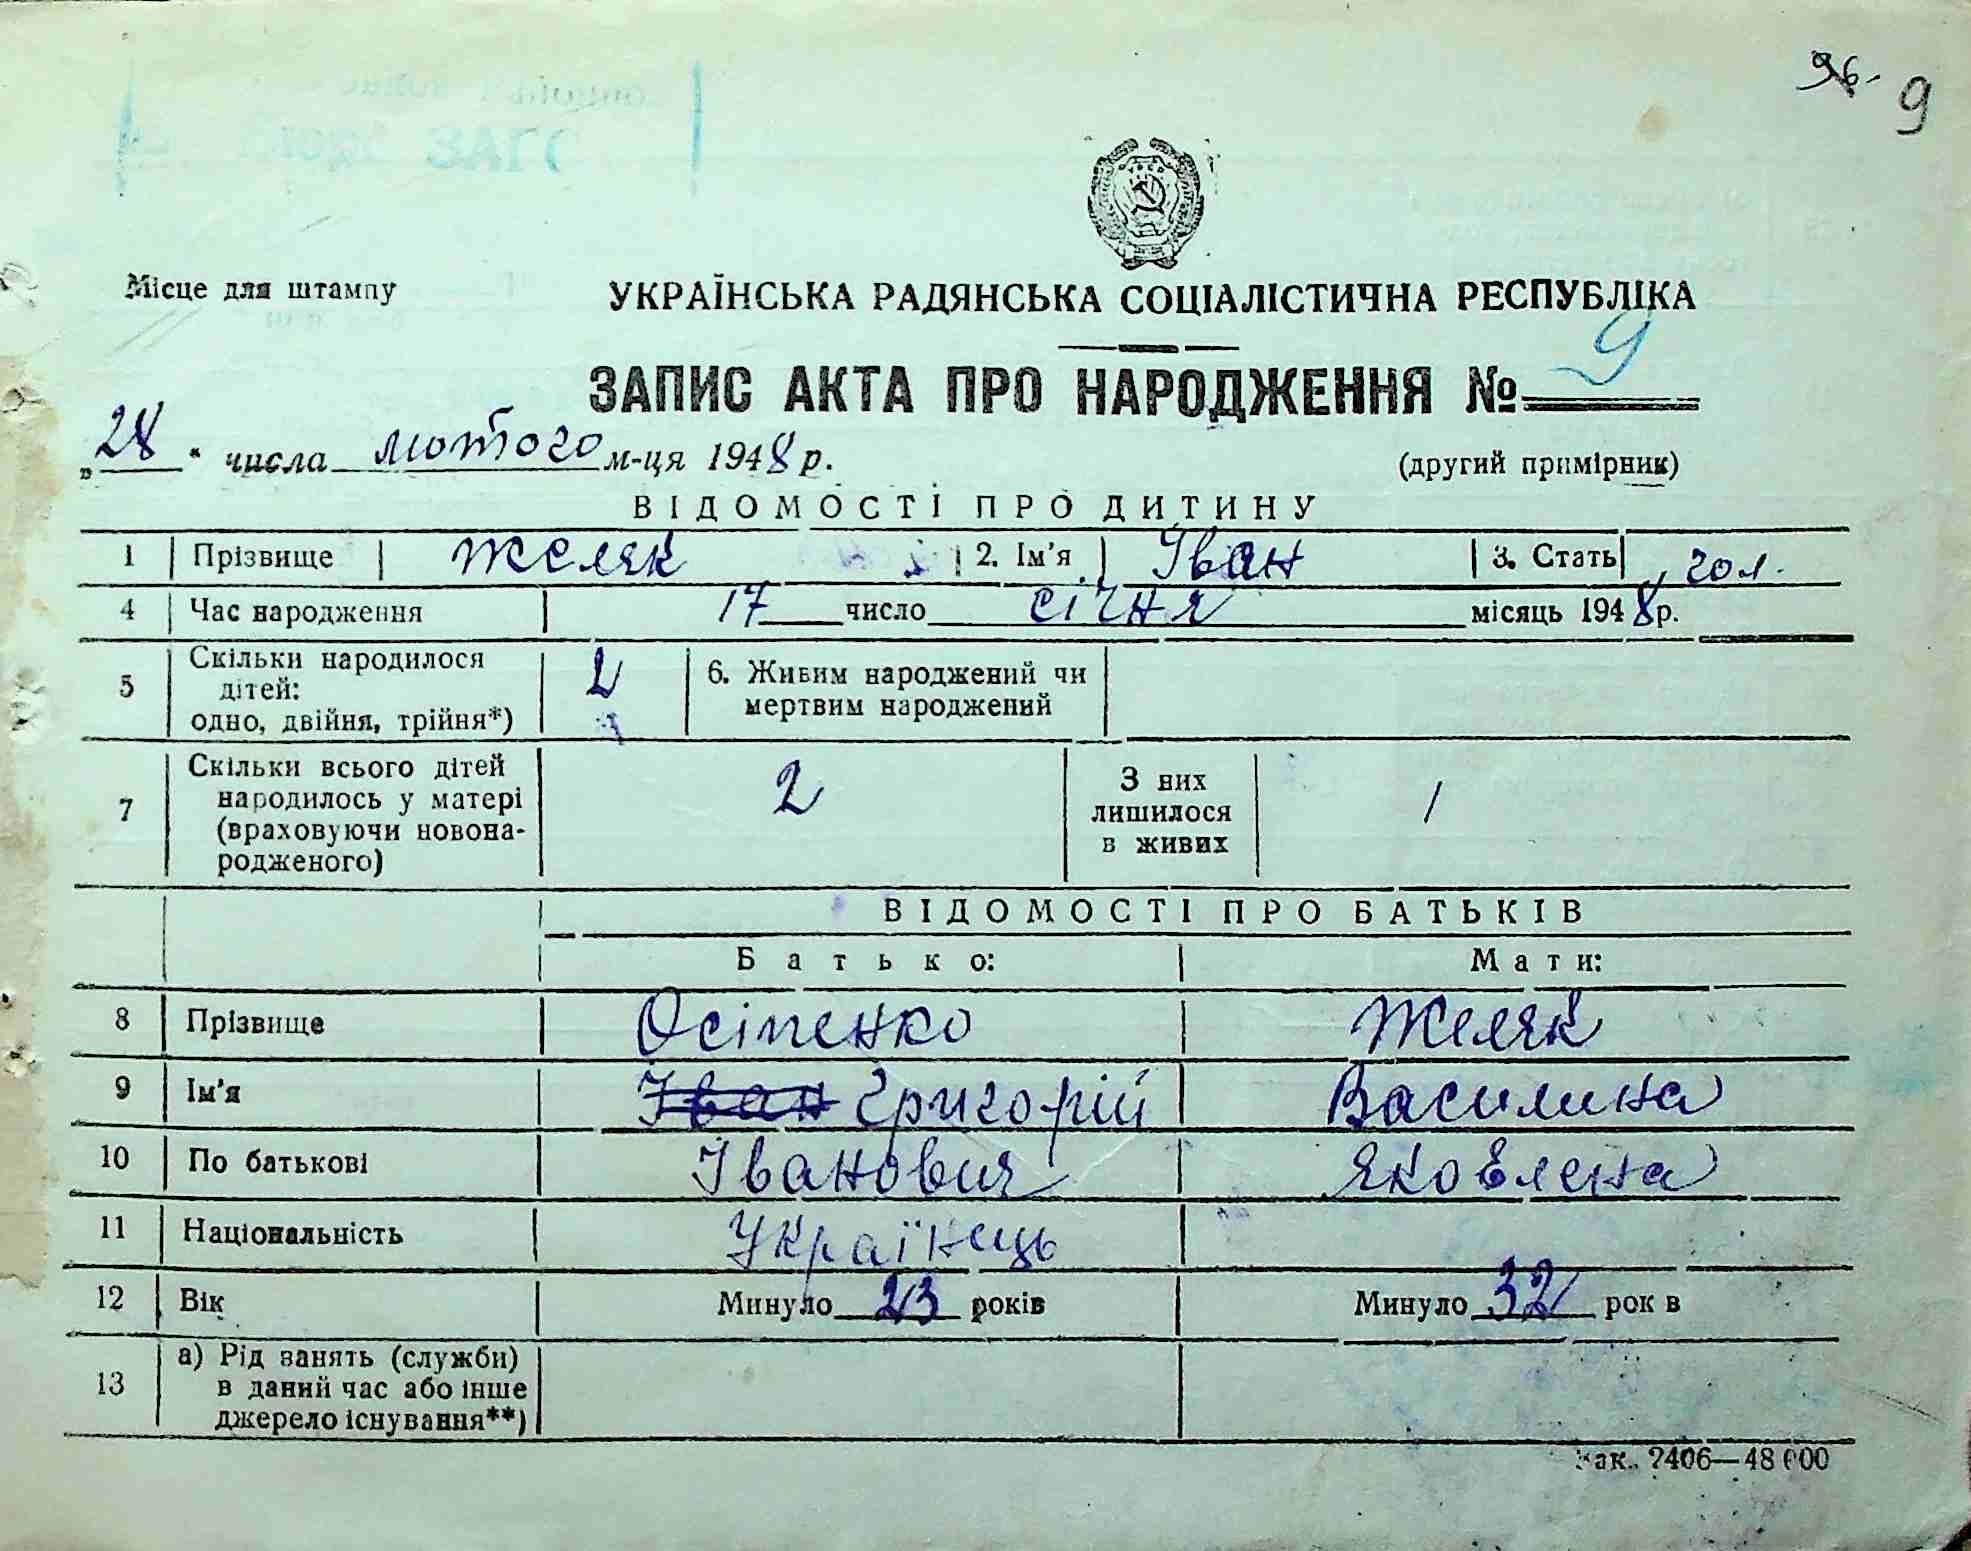 96- 9
Місце для штампу
УКРАЇНСЬКА РАДЯНСЬКА СОЦІАЛІСТИЧНА РЕСПУБЛІКА
ЗАПИС АКТА ПРО НАРОДЖЕННЯ № 9
„28" числа лютого м-ця 1948 р.
(другий примірник)
ВІДОМОСТІ ПРО ДИТИНУ
1 Прізвище Желяк 2. Ім'я Іван 3. Стать чол.
4 Час народження 17 число січня місяць 1948 р.
5 Скільки народилося дітей: одно, двійня, трійня*) 2 6. Живим народжений чи мертвим народжений
7 Скільки всього дітей народилось у матері (враховуючи новонародженого) 2 З них лишилося в живих 1
ВІДОМОСТІ ПРО БАТЬКІВ
Батько: Мати:
8 Прізвище Осіпенко Желяк
9 Ім'я Іван Григорій Василина
10 По батькові Іванович Яковлена
11 Національність Українець
12 Вік Минуло 23 років Минуло 32 рок в
13 а) Рід занять (служби) в даний час або інше джерело існування**)
Зак. 2406—48 000